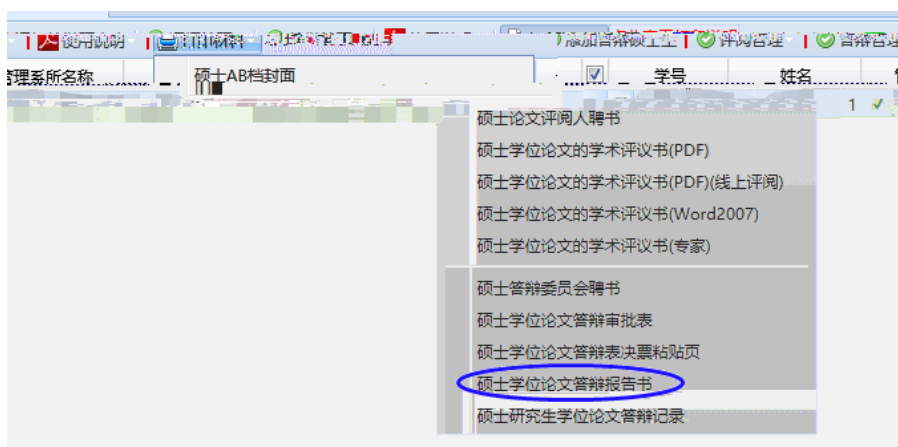 使用说明
打印材料
添加答辩硕士生
评阅管理
管理系所名称
硕士AB档封面
学号
姓名
1
硕士论文评阅人聘书
硕士学位论文的学术评议书(PDF)
硕士学位论文的学术评议书(PDF)(线上评阅)
硕士学位论文的学术评议书(Word2007)
硕士学位论文的学术评议书(专家)
硕士答辩委员会聘书
硕士学位论文答辩审批表
硕士学位论文答辩表决票粘贴页
硕士学位论文答辩报告书
硕士研究生学位论文答辩记录